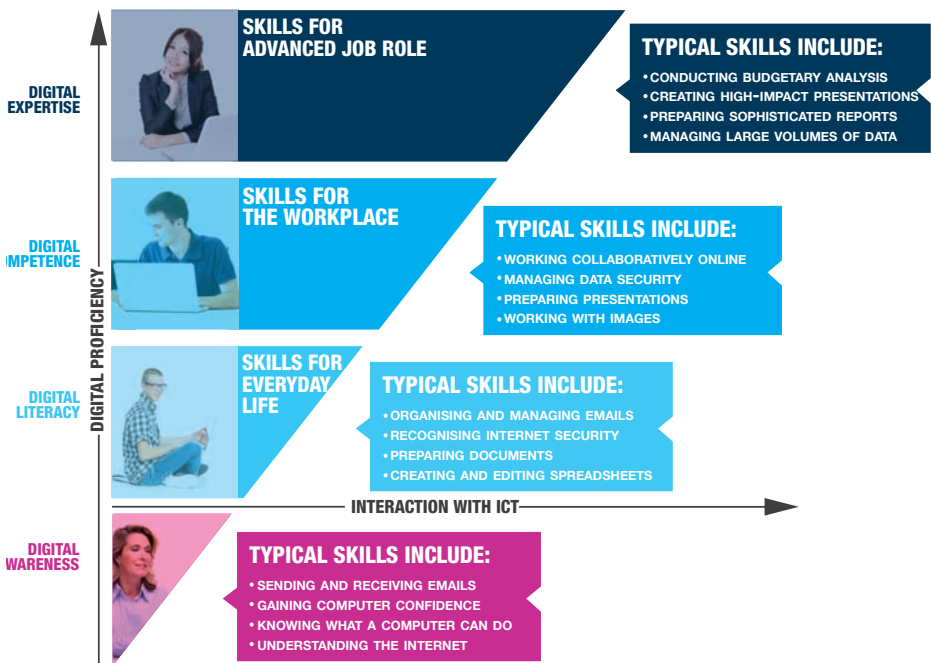 SKILLS FOR
ADVANCED JOB ROLE
TYPICAL SKILLS INCLUDE:
• CONDUCTING BUDGETARY ANALYSIS
• CREATING HIGH-IMPACT PRESENTATIONS
• PREPARING SOPHISTICATED REPORTS
• MANAGING LARGE VOLUMES OF DATA
DIGITAL
EXPERTISE
SKILLS FOR
THE WORKPLACE
TYPICAL SKILLS INCLUDE:
• WORKING COLLABORATIVELY ONLINE
• MANAGING DATA SECURITY
• PREPARING PRESENTATIONS
• WORKING WITH IMAGES
DIGITAL
OMPETENCE
DIGITAL PROFICIENCY
SKILLS FOR
EVERYDAY
LIFE
TYPICAL SKILLS INCLUDE:
• ORGANISING AND MANAGING EMAILS
• RECOGNISING INTERNET SECURITY
• PREPARING DOCUMENTS
• CREATING AND EDITING SPREADSHEETS
DIGITAL
LITERACY
INTERACTION WITH ICT
DIGITAL
WARENESS
TYPICAL SKILLS INCLUDE:
• SENDING AND RECEIVING EMAILS
• GAINING COMPUTER CONFIDENCE
• KNOWING WHAT A COMPUTER CAN DO
• UNDERSTANDING THE INTERNET